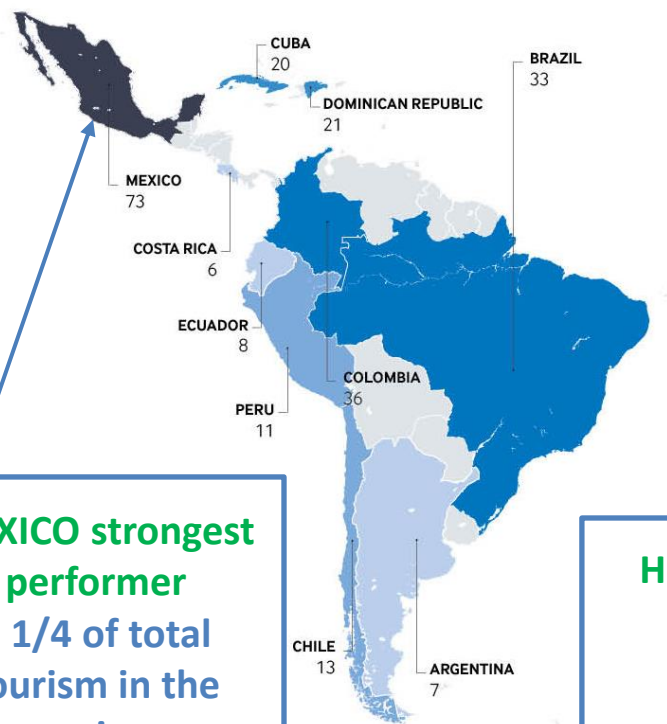 CUBA
20
BRAZIL
33
DOMINICAN REPUBLIC
21
MEXICO
73
COSTA RICA
6
ECUADOR
8
COLOMBIA
36
PERU
11
XICO strongest
performer
1/4 of total
ourism in the
H
CHILE
13
ARGENTINA
7